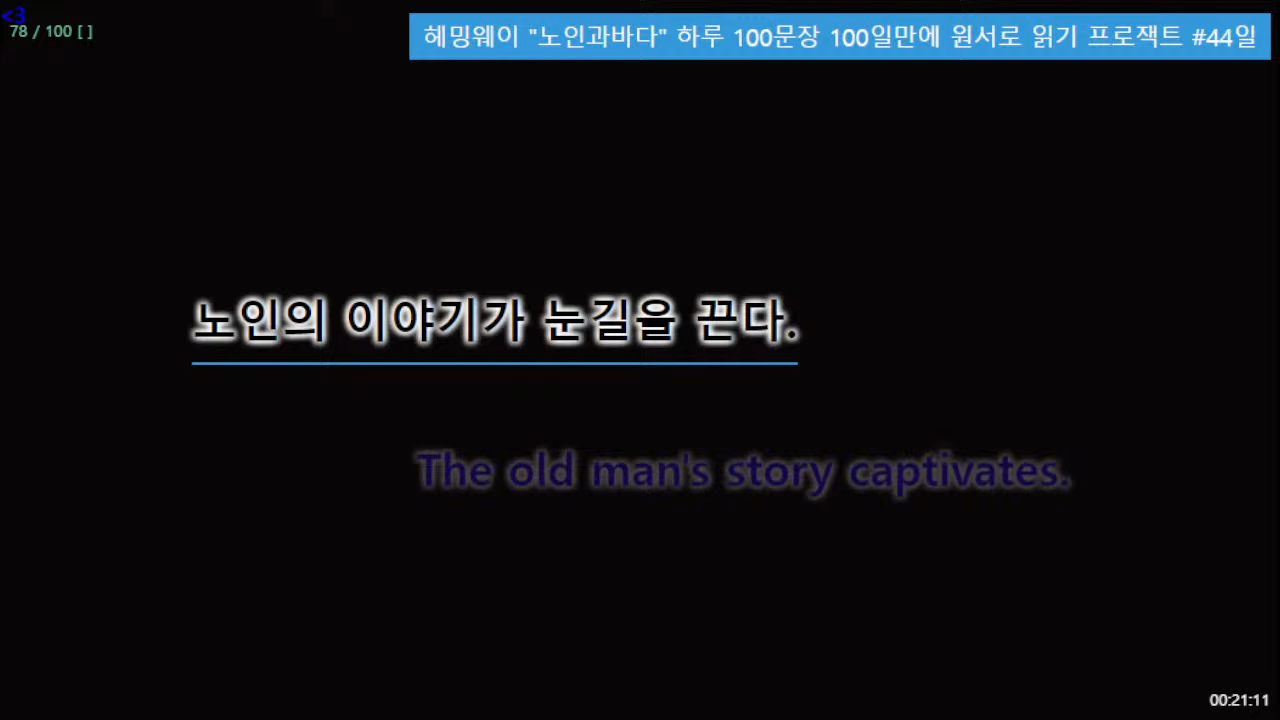 <3
78 / 100 [ ]
헤밍웨이 "노인과바다" 하루 100문장 100일만에 원서로 읽기 프로잭트 #44일
노인의 이야기가 눈길을 끈다.
The old man's story captivates.
00:21:11